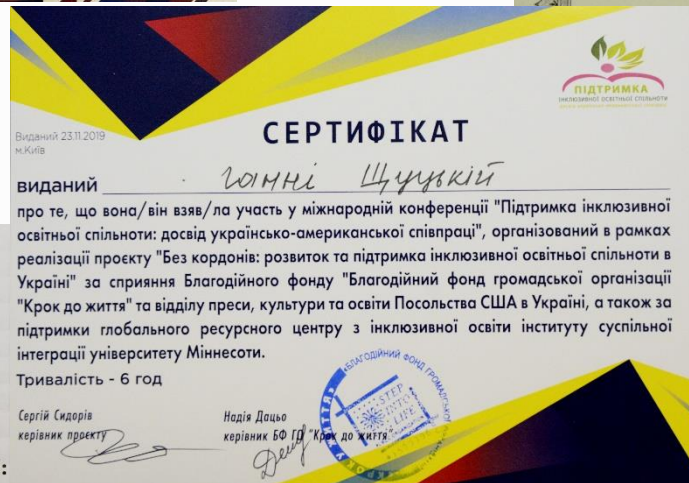 ПІДТРИМКА
ІНКЛЮЗИВНОЇ ОСВІТНЬОЇ СПІЛЬНОТИ
Виданий 23.11.2019
м.Київ
СЕРТИФІКАТ
виданий Ганні Щуцькій
про те, що вона/він взяв/ла участь у міжнародній конференції "Підтримка інклюзивної
освітньої спільноти: досвід українсько-американської співпраці", організований в рамках
реалізації проєкту "Без кордонів: розвиток та підтримка інклюзивної освітньої спільноти в
Україні" за сприяння Благодійного фонду "Благодійний фонд громадської організації
"Крок до життя" та відділу преси, культури та освіти Посольства США в Україні, а також за
підтримки глобального ресурсного центру з інклюзивної освіти інституту суспільної
інтеграції університету Міннесоти.
Тривалість - 6 год
Сергій Сидорів
керівник проєкту
Надія Дацьо
керівник БФ ГО "Крок до життя"
«БЛАГОДІЙНИЙ ФОНД ГРОМАДСЬКОЇ
STEP
INTO
LIFE
: